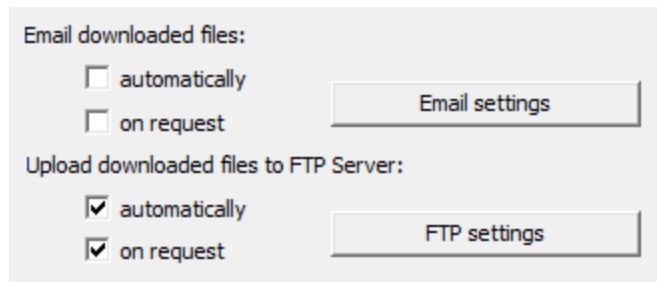 Email downloaded files:
automatically
on request
Email settings
Upload downloaded files to FTP Server:
automatically
on request
FTP settings